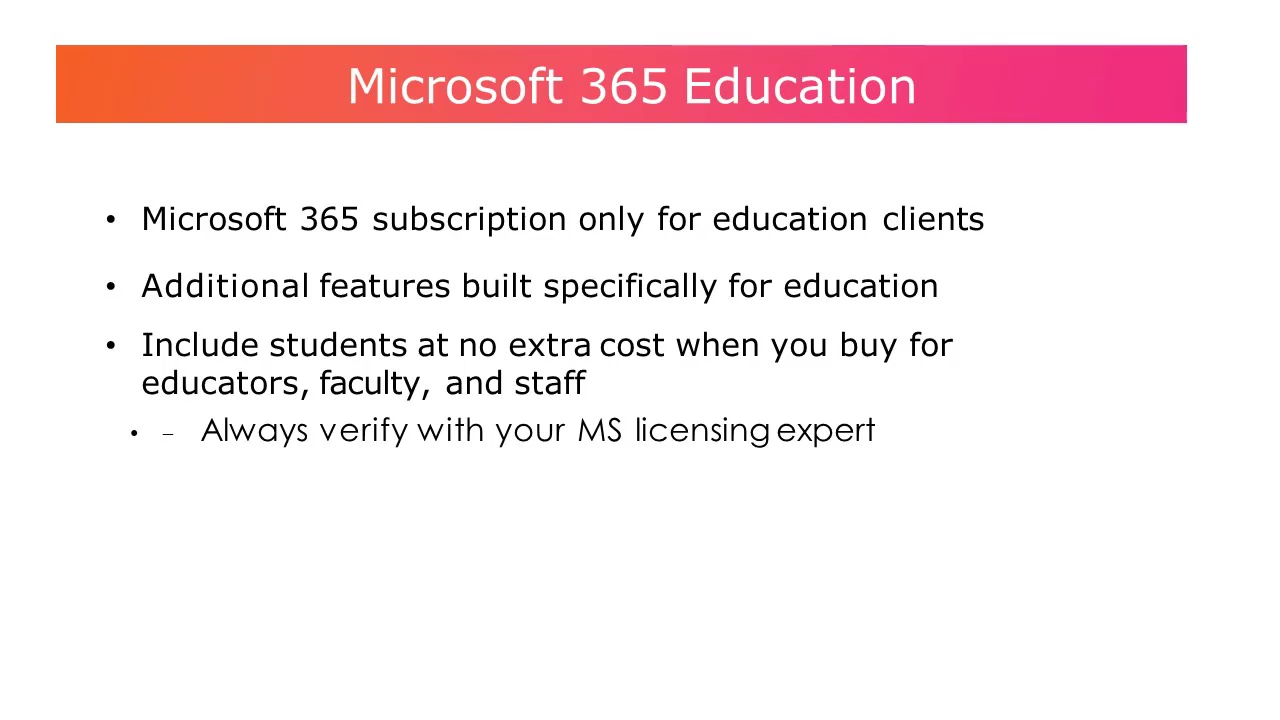 Microsoft 365 Education
• Microsoft 365 subscription only for education clients
• Additional features built specifically for education
• Include students at no extra cost when you buy for
educators, faculty, and staff
• – Always verify with your MS licensing expert